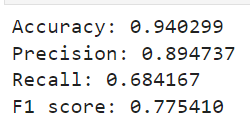 Accuracy: 0.940299
Precision: 0.894737
Recall: 0.684167
F1 score: 0.775410